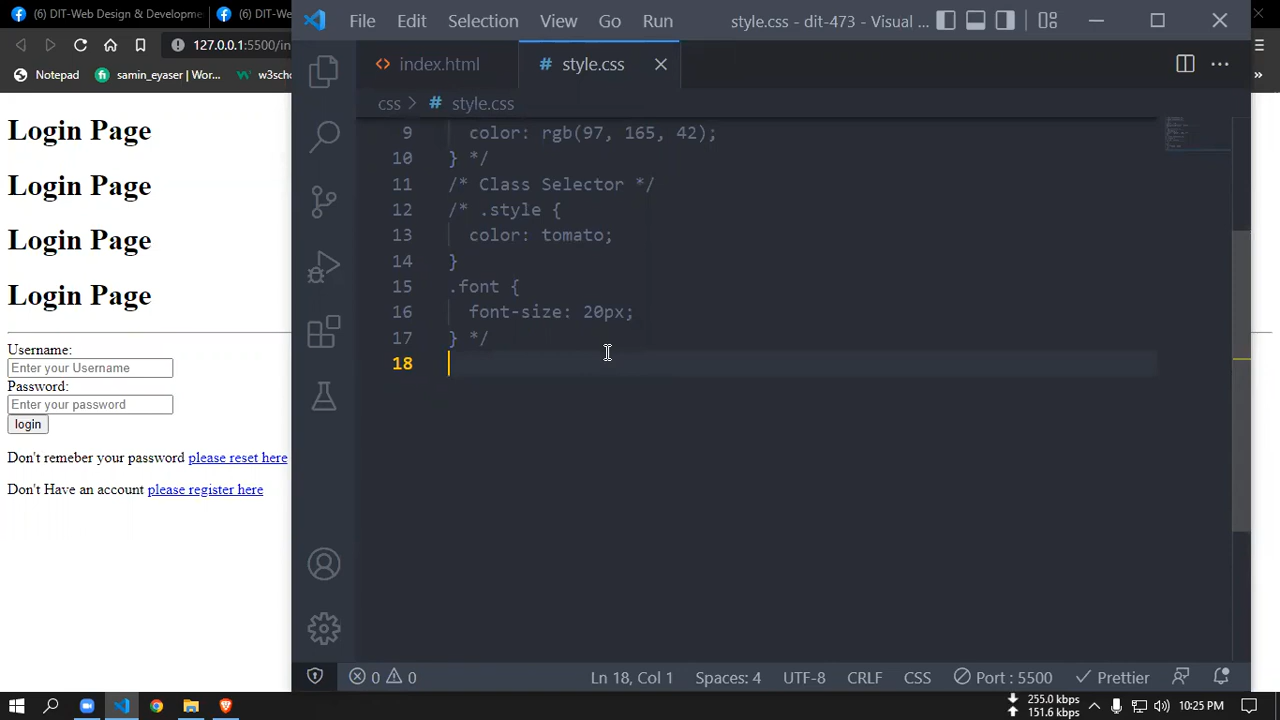 (6) DIT-Web Design & Developme
(6) DIT-W
File Edit Selection View Go Run
style.css - dit-473 - Visual ...
127.0.0.1:5500/in
Notepad
samin_eyaser | Wor...
w3scho
»
index.html
# style.css
css > # style.css
9 color: rgb(97, 165, 42);
10 } */
11 /* Class Selector */
12 /* .style {
13 color: tomato;
14 }
15 .font {
16 font-size: 20px;
17 } */
18
Login Page
Login Page
Login Page
Login Page
Username:
Enter your Username
Password:
Enter your password
login
Don't remeber your password please reset here
Don't Have an account please register here
0 0
Ln 18, Col 1 Spaces: 4 UTF-8 CRLF CSS Port : 5500 Prettier
255.0 kbps
151.6 kbps
10:25 PM